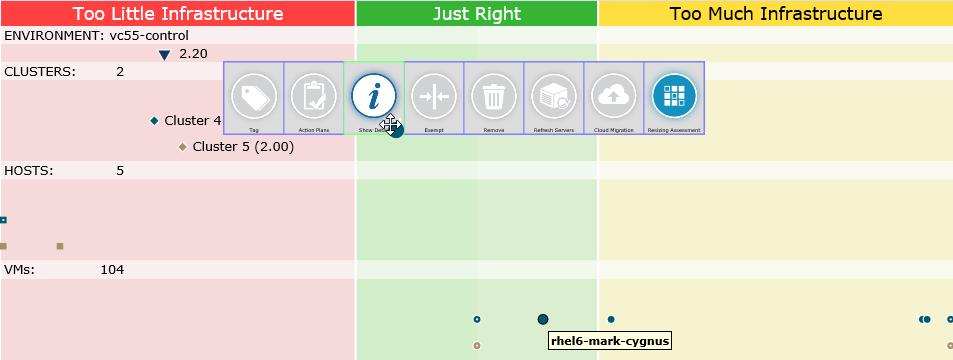 Too Little Infrastructure
Just Right
Too Much Infrastructure
ENVIRONMENT: vc55-control
2.20
CLUSTERS: 2
Tag
Action Plans
Show De
Exempt
Remove
Refresh Servers
Cloud Migration
Resizing Assessment
Cluster 4
Cluster 5 (2.00)
HOSTS: 5
VMs: 104
rhel6-mark-cygnus